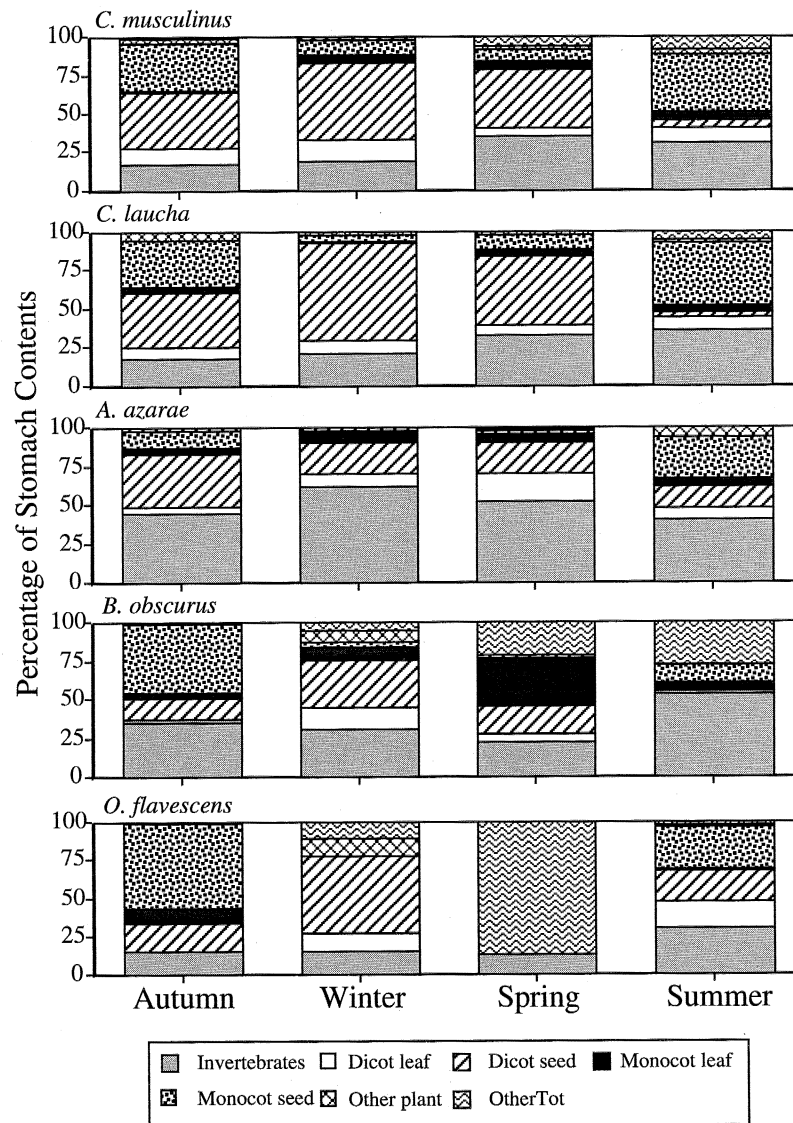 C. musculinus
100
75
50
25
0
C. laucha
100
75
50
25
0
A. azarae
100
75
50
25
0
B. obscurus
100
75
50
25
0
O. flavescens
100
75
50
25
0
Percentage of Stomach Contents
Autumn Winter Spring Summer
Invertebrates Dicot leaf Dicot seed Monocot leaf
Monocot seed Other plant OtherTot